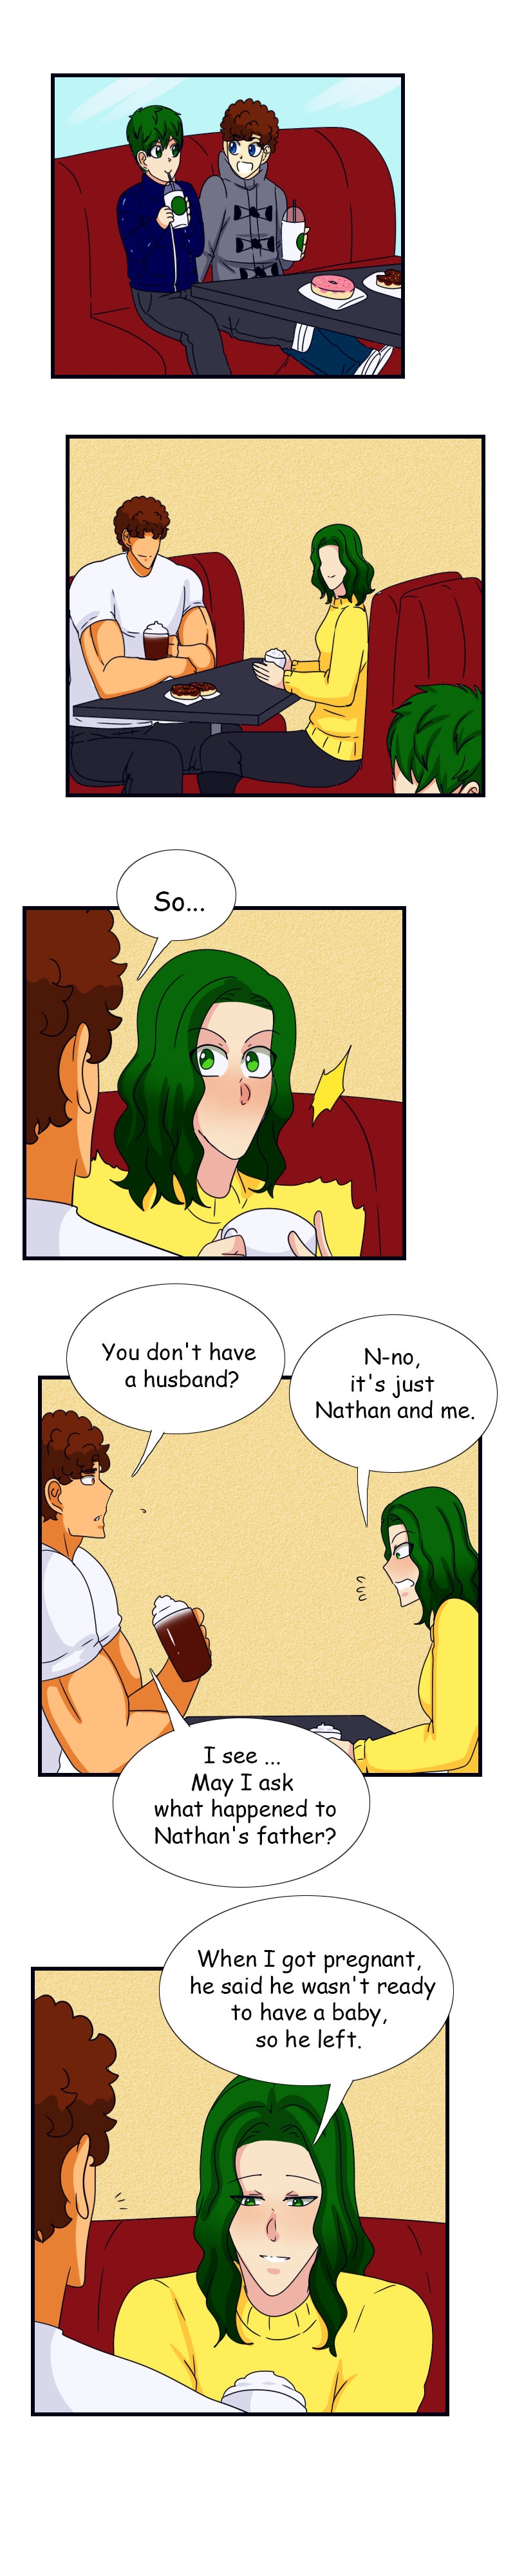 So...
You don't have
a husband?
N-no,
it's just
Nathan and me.
I see ...
May I ask
what happened to
Nathan's father?
When I got pregnant,
he said he wasn't ready
to have a baby,
so he left.